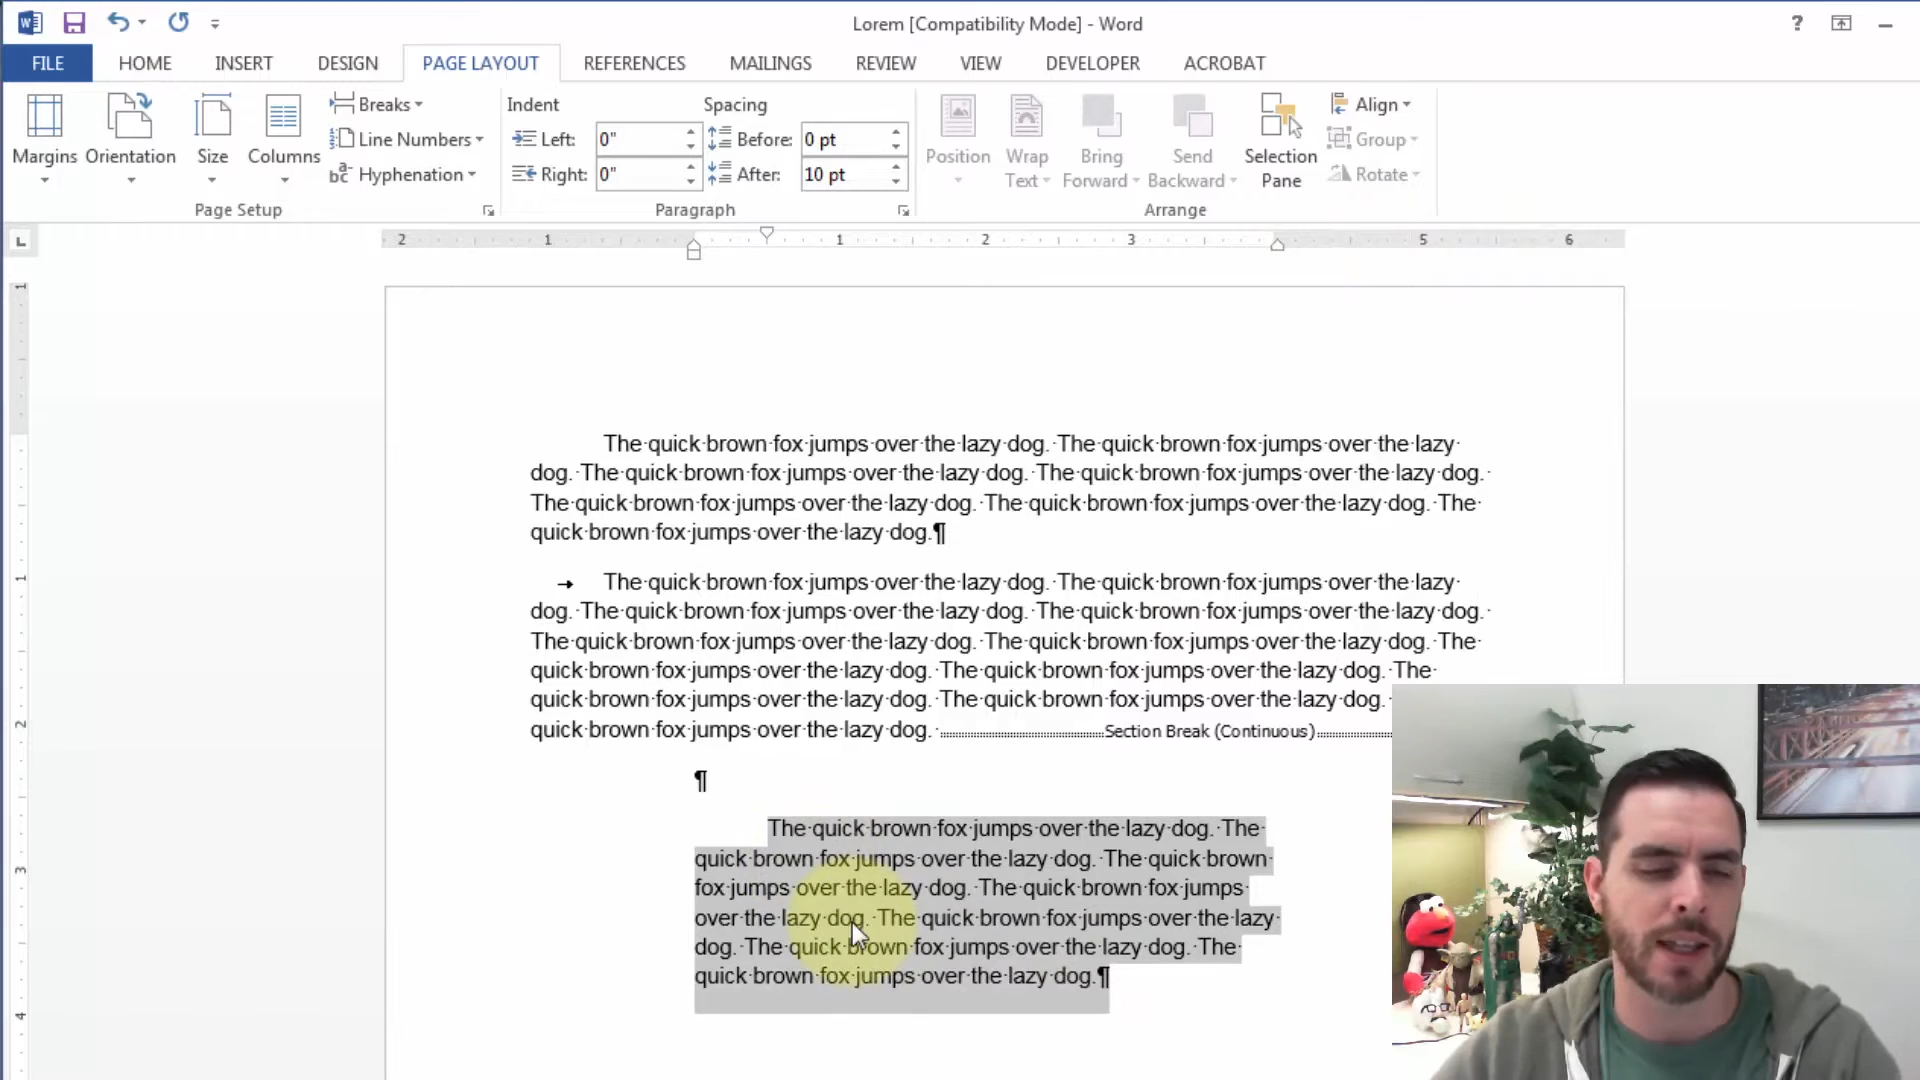 Lorem [Compatibility Mode] - Word
?
FILE HOME INSERT DESIGN PAGE LAYOUT REFERENCES MAILINGS REVIEW VIEW DEVELOPER ACROBAT
Margins
Orientation
Size
Columns
Breaks
Line Numbers
Hyphenation
Page Setup
Indent
Left: 0"
Right: 0"
Spacing
Before: 0 pt
After: 10 pt
Paragraph
Position
Wrap
Text
Bring
Forward
Send
Backward
Selection
Pane
Align
Group
Rotate
Arrange
2 1 1 2 3 5 6
1
1
2
3
4
The quick brown fox jumps over the lazy dog. The quick brown fox jumps over the lazy
dog. The quick brown fox jumps over the lazy dog. The quick brown fox jumps over the lazy dog.
The quick brown fox jumps over the lazy dog. The quick brown fox jumps over the lazy dog. The
quick brown fox jumps over the lazy dog.¶
→ The quick brown fox jumps over the lazy dog. The quick brown fox jumps over the lazy
dog. The quick brown fox jumps over the lazy dog. The quick brown fox jumps over the lazy dog.
The quick brown fox jumps over the lazy dog. The quick brown fox jumps over the lazy dog. The
quick brown fox jumps over the lazy dog. The quick brown fox jumps over the lazy dog. The
quick brown fox jumps over the lazy dog. The quick brown fox jumps over the lazy dog.
quick brown fox jumps over the lazy dog. Section Break (Continuous)
¶
The quick brown fox jumps over the lazy dog. The
quick brown fox jumps over the lazy dog. The quick brown
fox jumps over the lazy dog. The quick brown fox jumps
over the lazy dog. The quick brown fox jumps over the lazy
dog. The quick brown fox jumps over the lazy dog. The
quick brown fox jumps over the lazy dog.¶